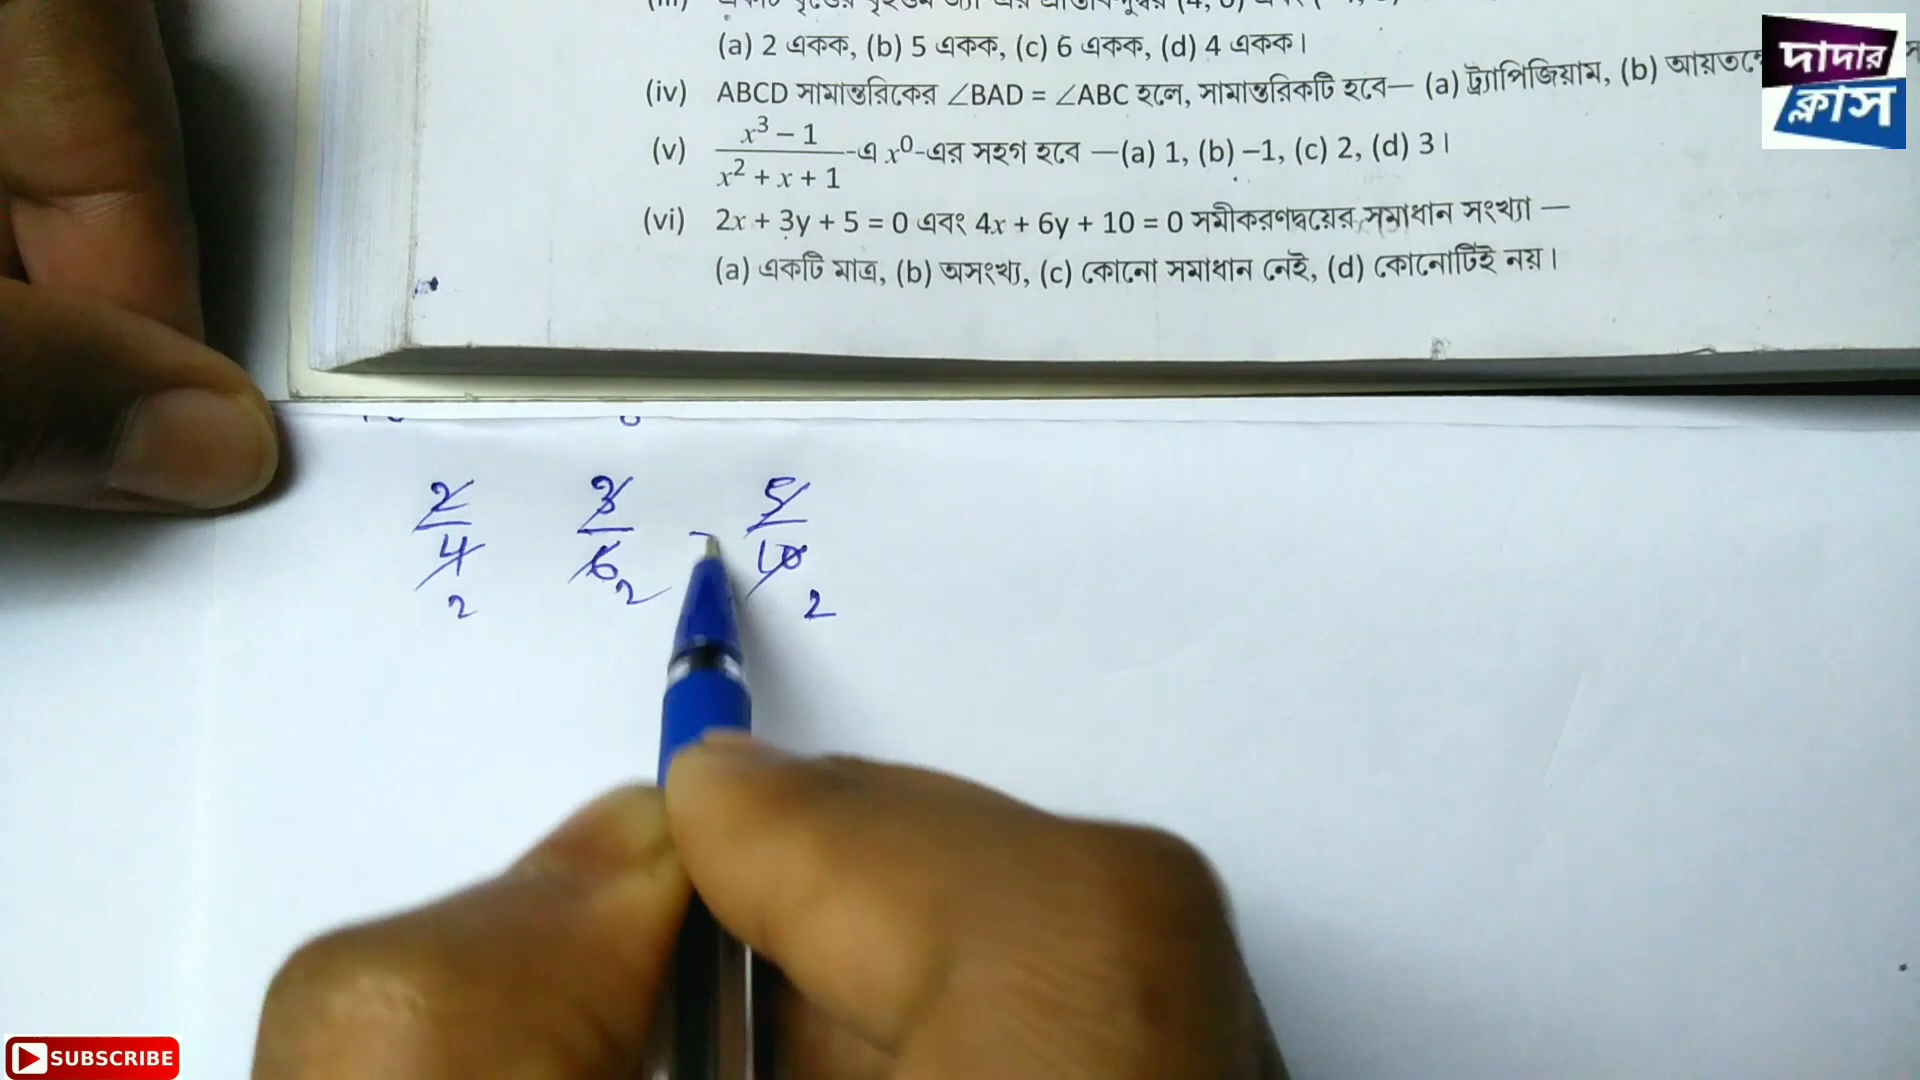 (a) 2 একক, (b) 5 একক, (c) 6 একক, (d) 4 একক।
(iv) ABCD সামান্তরিকের ∠BAD = ∠ABC হলে, সামান্তরিকটি হবে— (a) ট্র্যাপিজিয়াম, (b)
(v) x³ – 1 / x² + x + 1 -এ x⁰-এর সহগ হবে —(a) 1, (b) –1, (c) 2, (d) 3।
(vi) 2x + 3y + 5 = 0 এবং 4x + 6y + 10 = 0 সমীকরণদ্বয়ের সমাধান সংখ্যা —
(a) একটি মাত্র, (b) অসংখ্য, (c) কোনো সমাধান নেই, (d) কোনোটিই নয়।
দাদার
ক্লাস
2 3 5
4 6 10
2 2 2
SUBSCRIBE